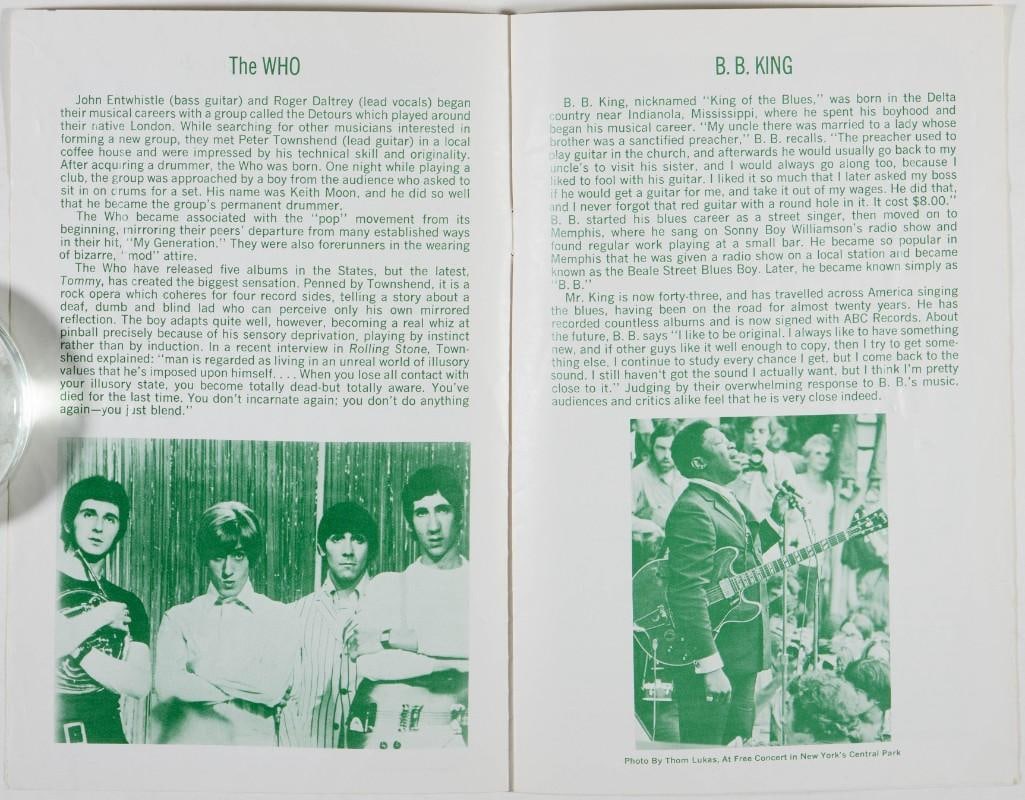 The WHO
John Entwhistle (bass guitar) and Roger Daltrey (lead vocals) began
their musical careers with a group called the Detours which played around
their native London. While searching for other musicians interested in
forming a new group, they met Peter Townshend (lead guitar) in a local
coffee house and were impressed by his technical skill and originality.
After acquiring a drummer, the Who was born. One night while playing a
club, the group was approached by a boy from the audience who asked to
sit in on drums for a set. His name was Keith Moon, and he did so well
that he became the group's permanent drummer.
The Who became associated with the "pop" movement from its
beginning, mirroring their peers' departure from many established ways
in their hit, "My Generation." They were also forerunners in the wearing
of bizarre, "mod" attire.
The Who have released five albums in the States, but the latest,
Tommy, has created the biggest sensation. Penned by Townshend, it is a
rock opera which coheres for four record sides, telling a story about a
deaf, dumb and blind lad who can perceive only his own mirrored
reflection. The boy adapts quite well, however, becoming a real whiz at
pinball precisely because of his sensory deprivation, playing by instinct
rather than by induction. In a recent interview in Rolling Stone, Town-
shend explained: "man is regarded as living in an unreal world of illusory
values that he's imposed upon himself. . . . When you lose all contact with
your illusory state, you become totally dead-but totally aware. You've
died for the last time. You don't incarnate again; you don't do anything
again—you just blend."
B. B. KING
B. B. King, nicknamed "King of the Blues," was born in the Delta
country near Indianola, Mississippi, where he spent his boyhood and
began his musical career. "My uncle there was married to a lady whose
brother was a sanctified preacher," B. B. recalls. "The preacher used to
play guitar in the church, and afterwards he would usually go back to my
uncle's to visit his sister, and I would always go along too, because I
liked to fool with his guitar. I liked it so much that I later asked my boss
if he would get a guitar for me, and take it out of my wages. He did that,
and I never forgot that red guitar with a round hole in it. It cost $8.00."
B. B. started his blues career as a street singer, then moved on to
Memphis, where he sang on Sonny Boy Williamson's radio show and
found regular work playing at a small bar. He became so popular in
Memphis that he was given a radio show on a local station and became
known as the Beale Street Blues Boy. Later, he became known simply as
"B. B."
Mr. King is now forty-three, and has travelled across America singing
the blues, having been on the road for almost twenty years. He has
recorded countless albums and is now signed with ABC Records. About
the future, B. B. says "I like to be original. I always like to have something
new, and if other guys like it well enough to copy, then I try to get some-
thing else. I continue to study every chance I get, but I come back to the
sound. I still haven't got the sound I actually want, but I think I'm pretty
close to it." Judging by their overwhelming response to B. B.'s music,
audiences and critics alike feel that he is very close indeed.
Photo By Thom Lukas, At Free Concert in New York's Central Park